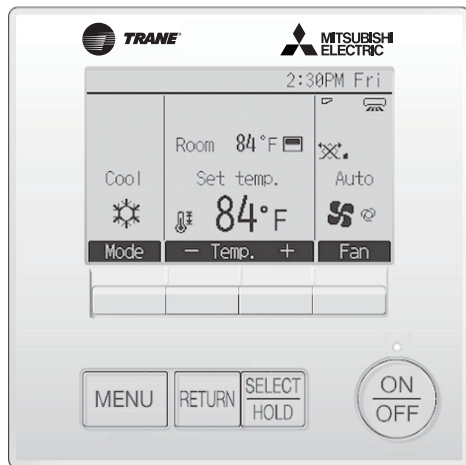 TRANE
MITSUBISHI
ELECTRIC
2:30PM Fri
Room 84°F
Cool Set temp. Auto
84°F
Mode − Temp. + Fan
MENU RETURN SELECT
HOLD
ON
OFF